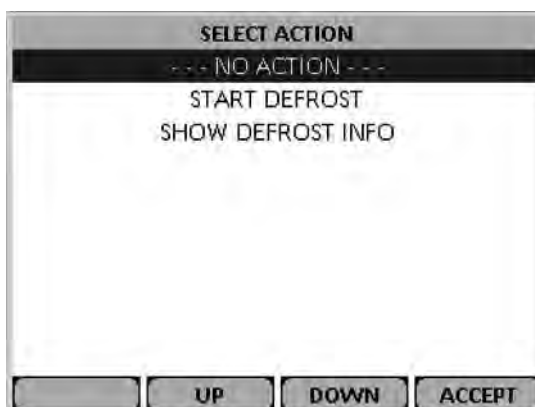 SELECT ACTION
- - - NO ACTION - - -
START DEFROST
SHOW DEFROST INFO
UP DOWN ACCEPT